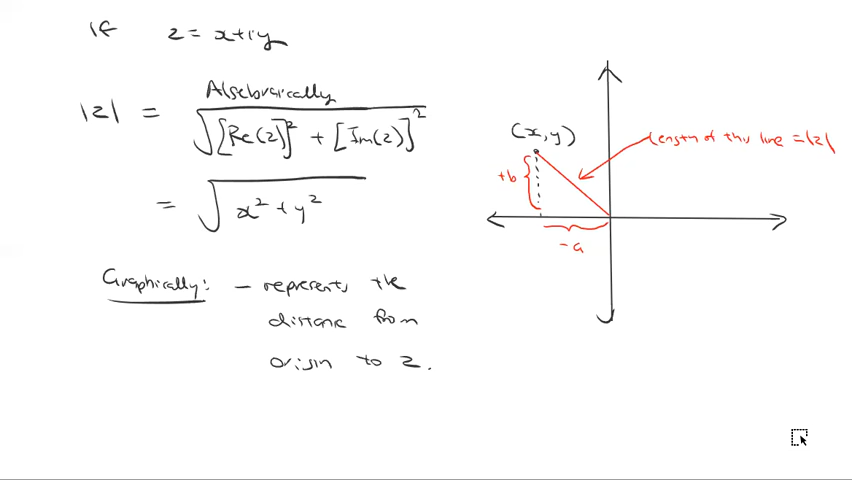 If z = x+iy
Algebraically
|z| = √[Re(z)]² + [Im(z)]²
= √x² + y²
Graphically: – represents the
distance from
origin to z.
(x,y)
length of this line = |z|
+b
-a